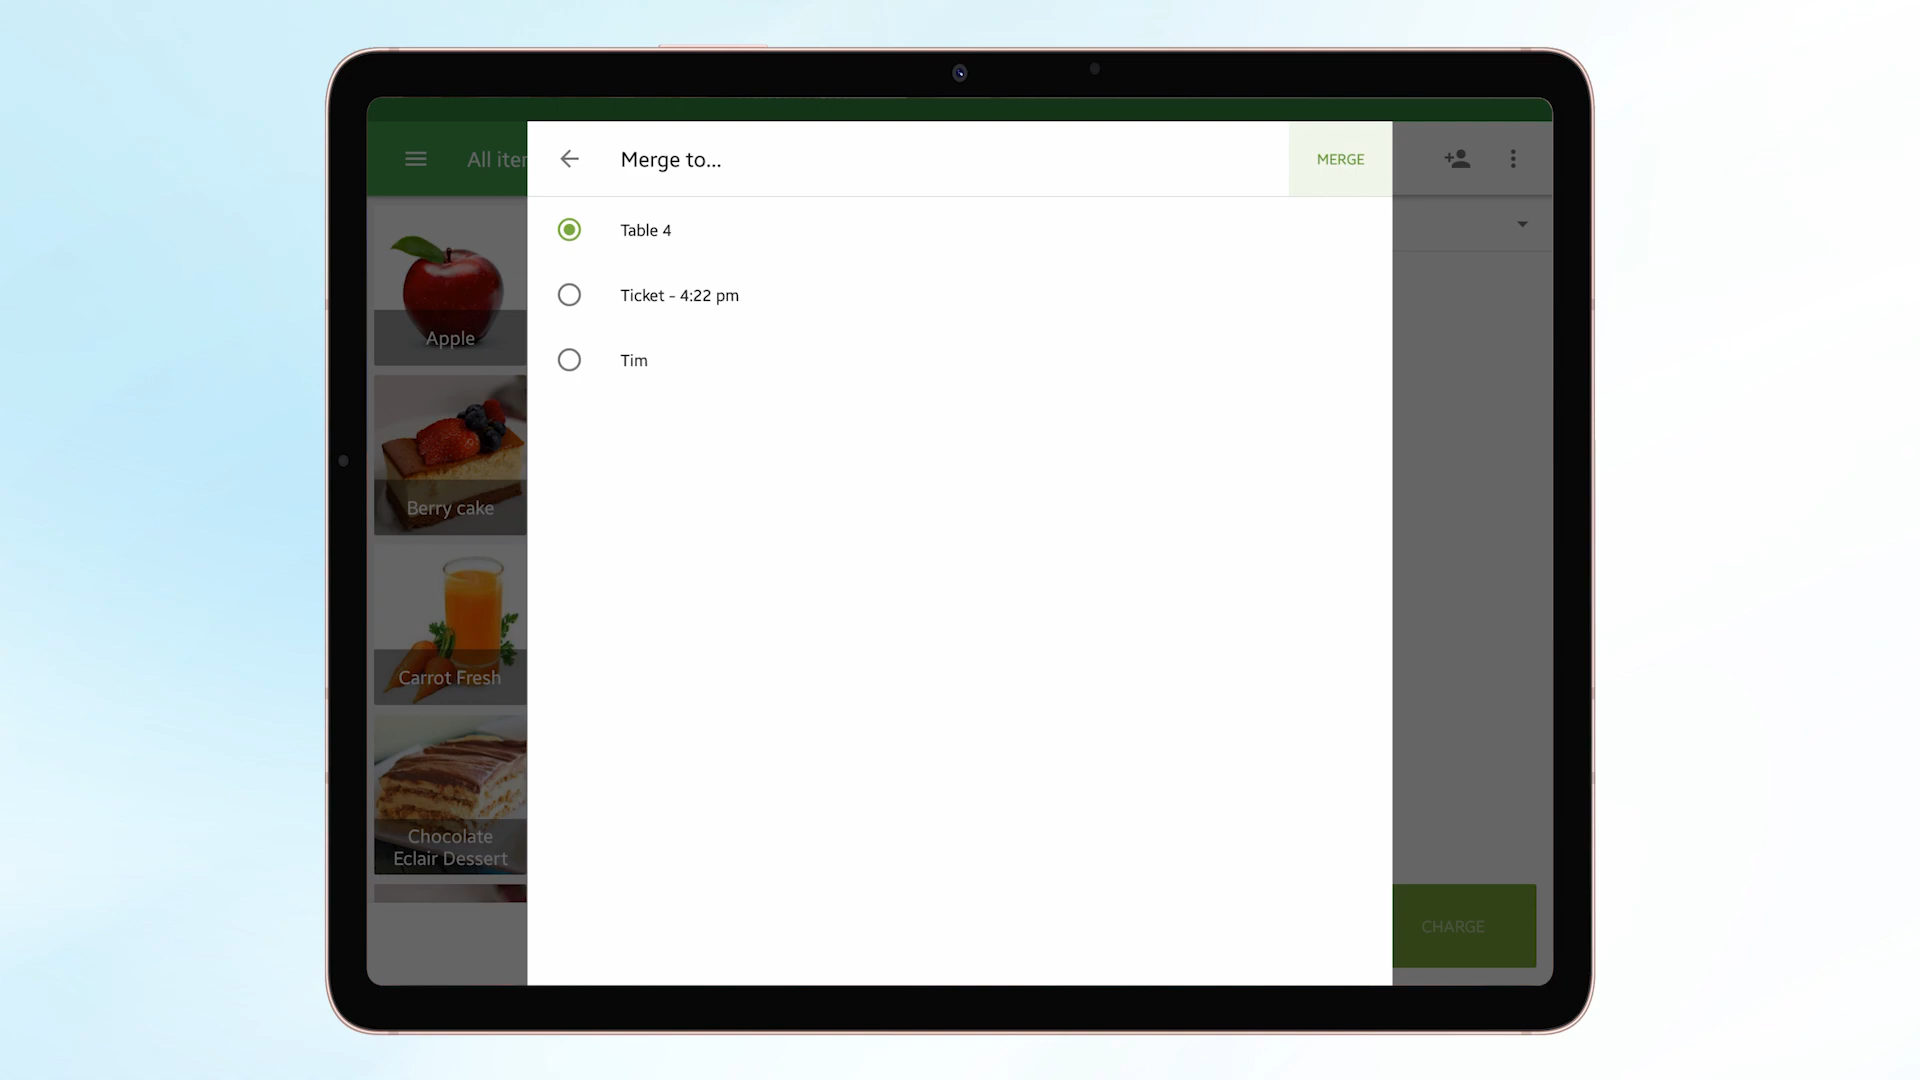 All iter
Merge to...
MERGE
Table 4
Ticket - 4:22 pm
Tim
Apple
Berry cake
Carrot Fresh
Chocolate
Eclair Dessert
CHARGE